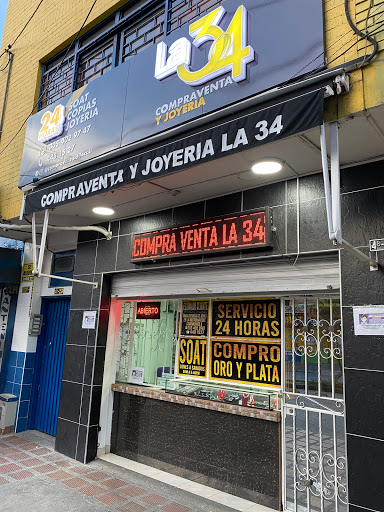 La 34
COMPRAVENTA
Y JOYERÍA
24
SOAT
COPIAS
JOYERIA
COMPRAVENTA Y JOYERIA LA 34
COMPRA VENTA LA 34
ABIERTO
SERVICIO
24 HORAS
SOAT
COMPRO
ORO Y PLATA